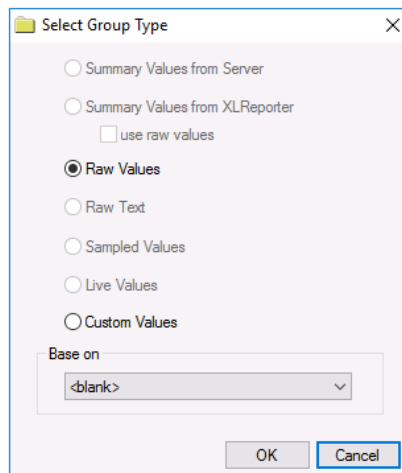 Select Group Type
Summary Values from Server
Summary Values from XLReporter
use raw values
Raw Values
Raw Text
Sampled Values
Live Values
Custom Values
Base on
<blank>
OK Cancel